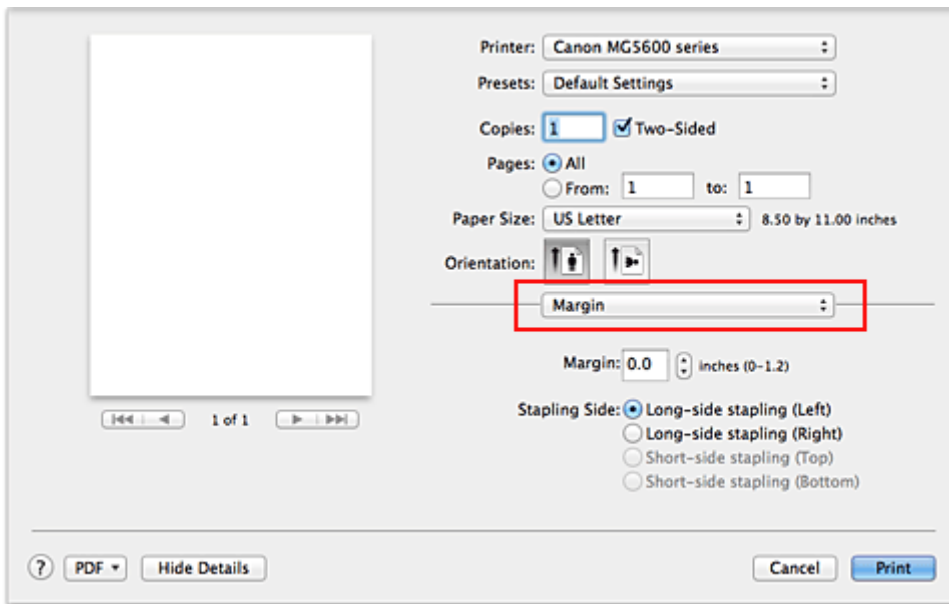 Printer: Canon MG5600 series
Presets: Default Settings
Copies: 1 Two-Sided
Pages: All
From: 1 to: 1
Paper Size: US Letter 8.50 by 11.00 inches
Orientation:
Margin
Margin: 0.0 inches (0-1.2)
1 of 1
Stapling Side: Long-side stapling (Left)
Long-side stapling (Right)
Short-side stapling (Top)
Short-side stapling (Bottom)
? PDF Hide Details Cancel Print